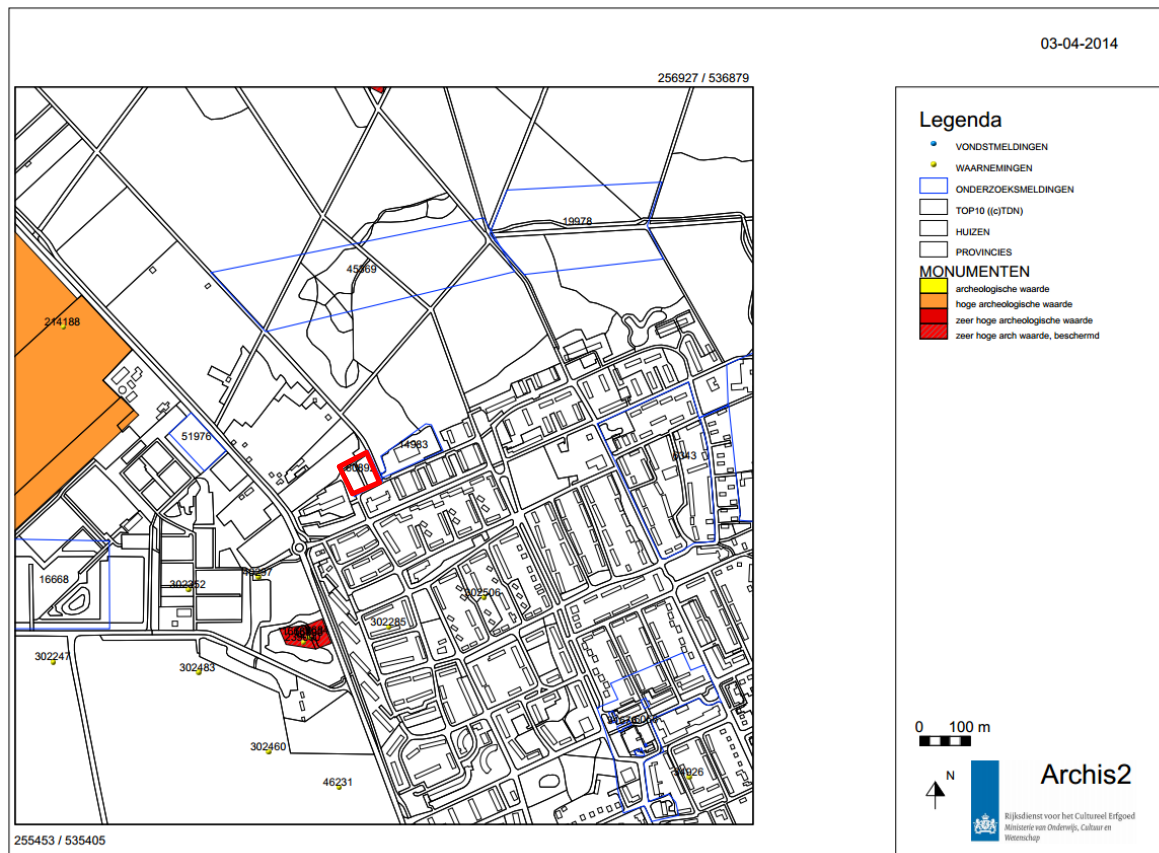 03-04-2014
256927 / 536879
Legenda
VONDSTMELDINGEN
WAARNEMINGEN
ONDERZOEKSMELDINGEN
TOP10 ((c)TDN)
HUIZEN
PROVINCIES
MONUMENTEN
archeologische waarde
hoge archeologische waarde
zeer hoge archeologische waarde
zeer hoge arch waarde, beschermd
19978
45369
214188
51976
14983
16668
302352
302506
302285
302247
302483
302460
46231
0 100 m
N
Archis2
Rijksdienst voor het Cultureel Erfgoed
Ministerie van Onderwijs, Cultuur en
Wetenschap
255453 / 535405